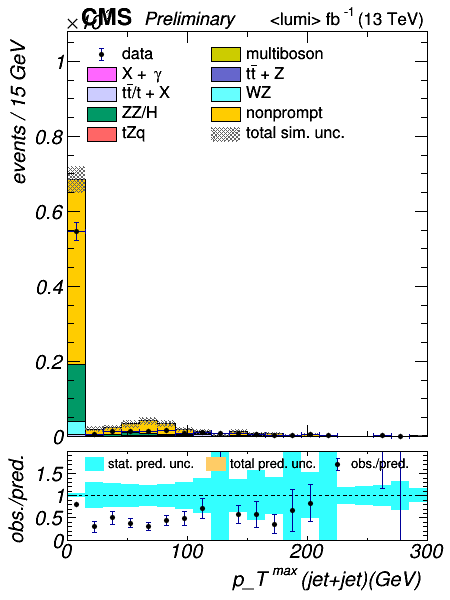 CMS Preliminary <lumi> fb⁻¹ (13 TeV)
events / 15 GeV
1
0.8
0.6
0.4
0.2
0
data
X + γ
tt̄/t + X
ZZ/H
tZq
multiboson
tt̄ + Z
WZ
nonprompt
total sim. unc.
obs./pred.
1.5
1
0.5
0
stat. pred. unc. total pred. unc. obs./pred.
0 100 200 300
p_T^max (jet+jet)(GeV)